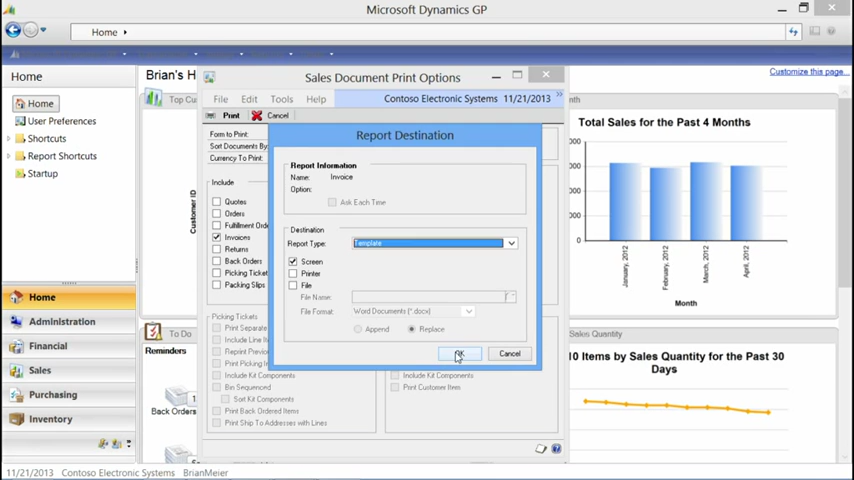 Microsoft Dynamics GP
Home
Home
Brian's H
Customize this page...
Home
User Preferences
Shortcuts
Report Shortcuts
Startup
Top Cu
Customer ID
Sales Document Print Options
File Edit Tools Help
Contoso Electronic Systems 11/21/2013
Print Cancel
Form to Print:
Sort Documents By:
Currency To Print:
Include
Quotes
Orders
Fulfillment Orde
Invoices
Returns
Back Orders
Picking Ticket
Packing Slips
Picking Tickets
Print Separate
Include Line It
Reprint Previou
Print Picking In
Include Kit Components
Bin Sequenced
Sort Kit Components
Print Back Ordered Items
Print Ship To Addresses with Lines
Include Kit Components
Print Customer Item
Report Destination
Report Information
Name: Invoice
Option:
Ask Each Time
Destination
Report Type: Template
Screen
Printer
File
File Name:
File Format: Word Documents (*.docx)
Append Replace
OK Cancel
nth
Total Sales for the Past 4 Months
000
000
000
0
January, 2012
February, 2012
March, 2012
April, 2012
Month
Sales Quantity
10 Items by Sales Quantity for the Past 30
Days
Home
Administration
Financial
Sales
Purchasing
Inventory
To Do
Reminders
Back Orders
11/21/2013 Contoso Electronic Systems BrianMeier